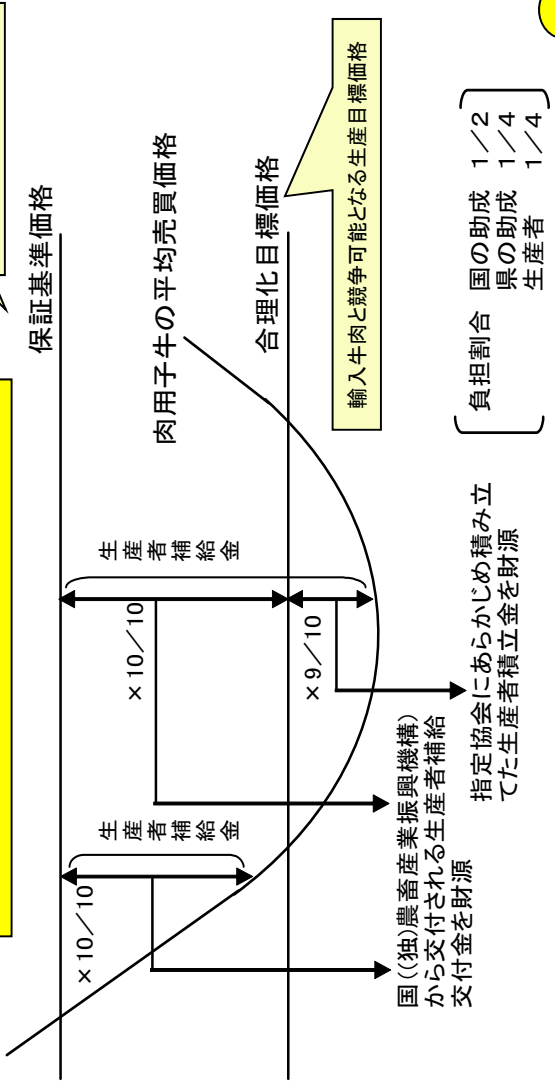 保証基準価格
肉用子牛の平均売買価格
合理化目標価格
輸入牛肉と競争可能となる生産目標価格
生産者補給金
×10/10
生産者補給金
×10/10
×9/10
国((独)農畜産業振興機構)
から交付される生産者補給
交付金を財源
指定協会にあらかじめ積み立
てた生産者積立金を財源
負担割合 国の助成 1/2
県の助成 1/4
生産者 1/4